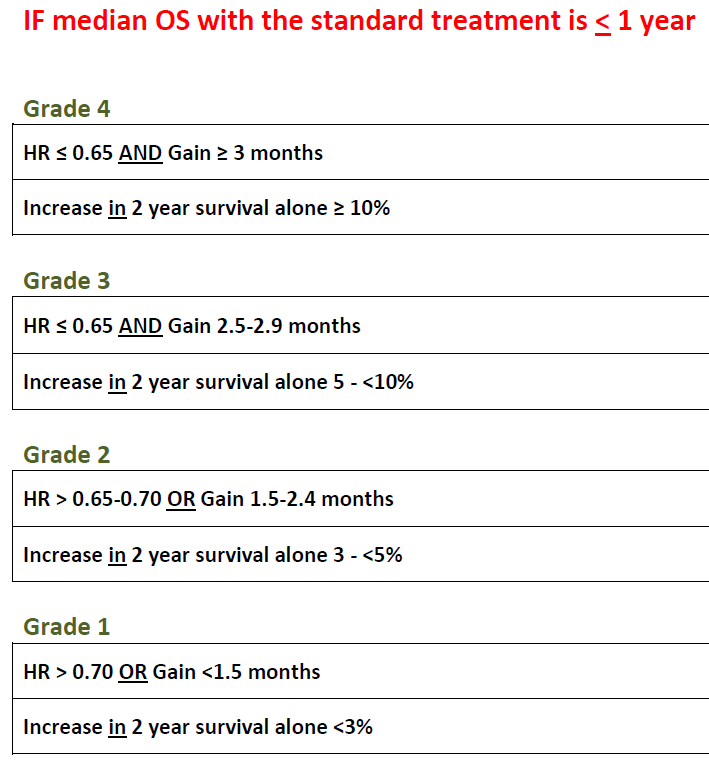 IF median OS with the standard treatment is ≤ 1 year
Grade 4
HR ≤ 0.65 AND Gain ≥ 3 months
Increase in 2 year survival alone ≥ 10%
Grade 3
HR ≤ 0.65 AND Gain 2.5-2.9 months
Increase in 2 year survival alone 5 - <10%
Grade 2
HR > 0.65-0.70 OR Gain 1.5-2.4 months
Increase in 2 year survival alone 3 - <5%
Grade 1
HR > 0.70 OR Gain <1.5 months
Increase in 2 year survival alone <3%